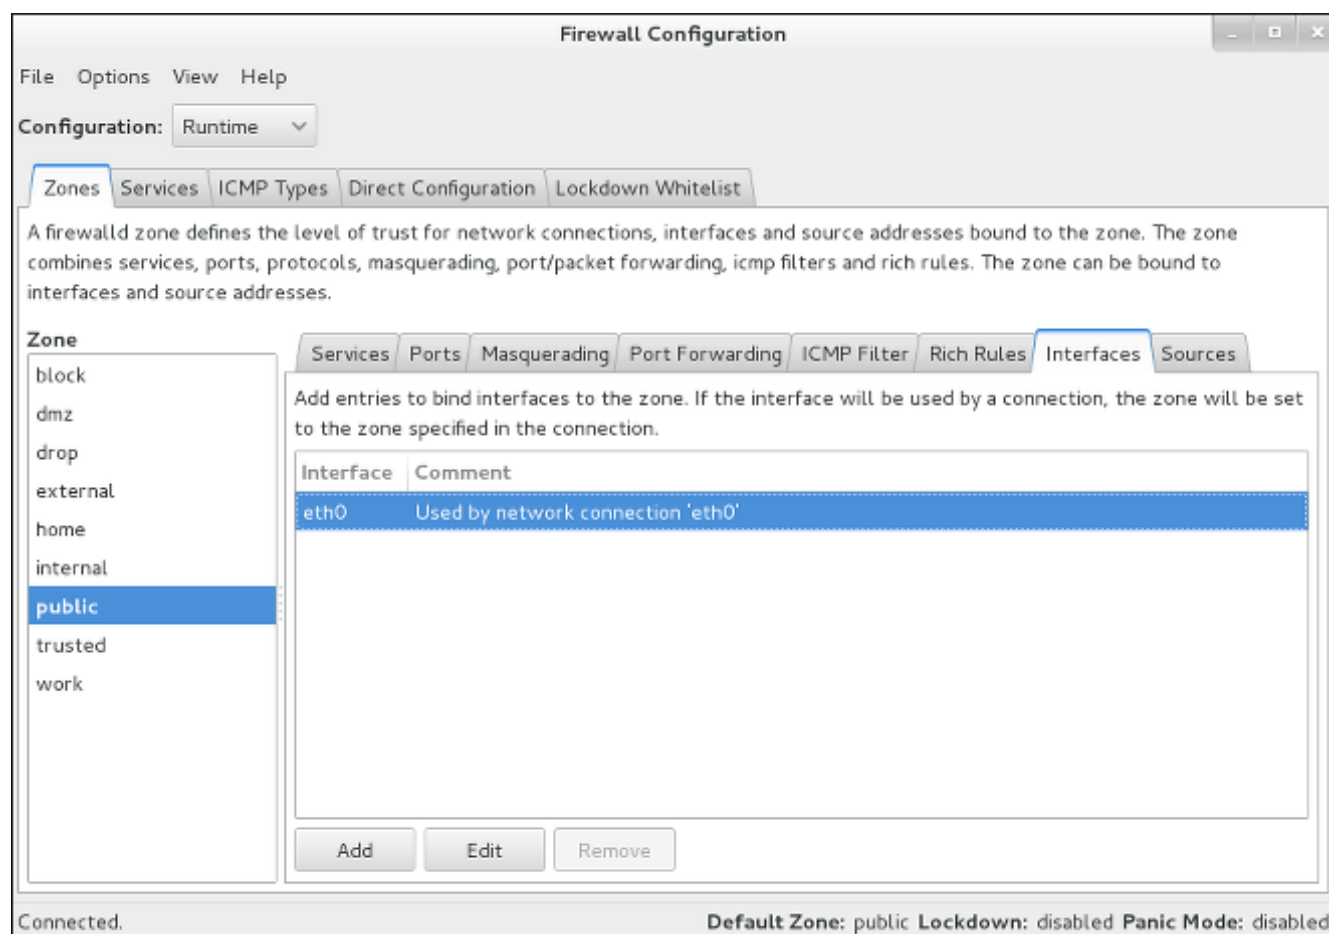 Firewall Configuration
File Options View Help
Configuration: Runtime
Zones Services ICMP Types Direct Configuration Lockdown Whitelist
A firewalld zone defines the level of trust for network connections, interfaces and source addresses bound to the zone. The zone
combines services, ports, protocols, masquerading, port/packet forwarding, icmp filters and rich rules. The zone can be bound to
interfaces and source addresses.
Zone
block
dmz
drop
external
home
internal
public
trusted
work
Services Ports Masquerading Port Forwarding ICMP Filter Rich Rules Interfaces Sources
Add entries to bind interfaces to the zone. If the interface will be used by a connection, the zone will be set
to the zone specified in the connection.
Interface Comment
eth0 Used by network connection 'eth0'
Add Edit Remove
Connected. Default Zone: public Lockdown: disabled Panic Mode: disabled